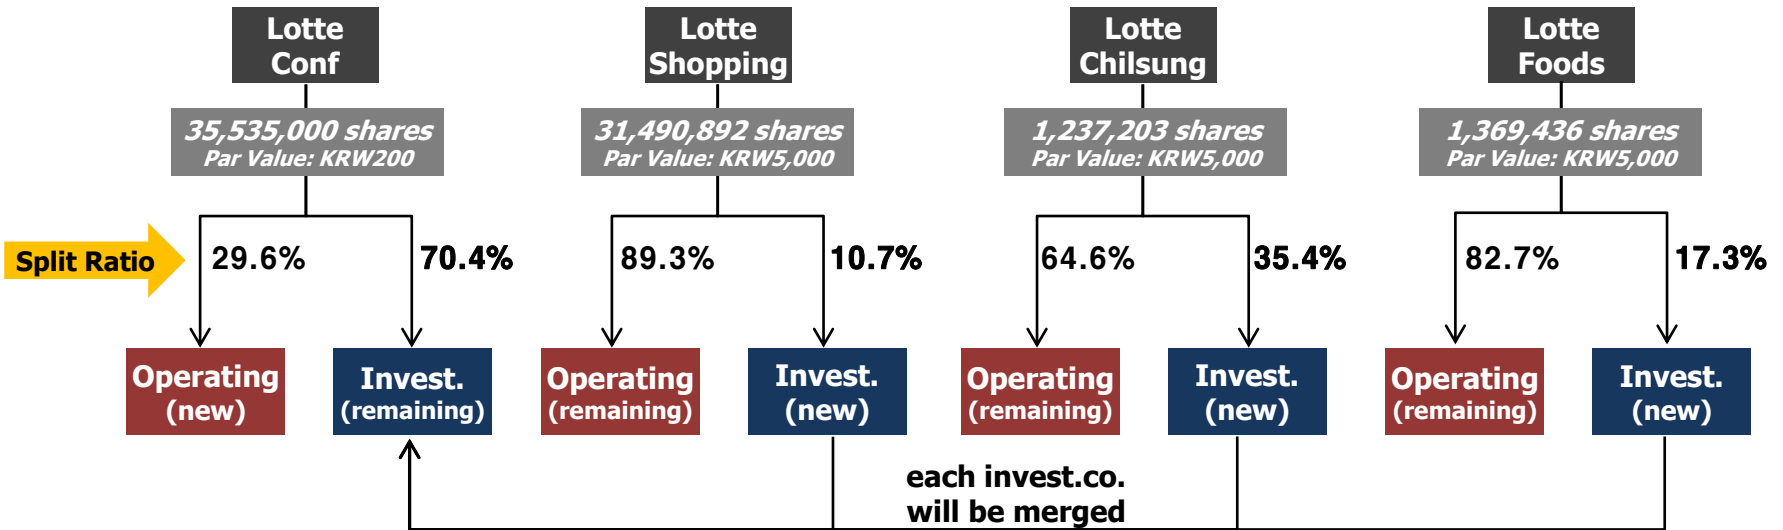 Lotte
Conf
Lotte
Shopping
Lotte
Chilsung
Lotte
Foods
35,535,000 shares
Par Value: KRW200
31,490,892 shares
Par Value: KRW5,000
1,237,203 shares
Par Value: KRW5,000
1,369,436 shares
Par Value: KRW5,000
Split Ratio
29.6%
70.4%
89.3%
10.7%
64.6%
35.4%
82.7%
17.3%
Operating
(new)
Invest.
(remaining)
Operating
(remaining)
Invest.
(new)
Operating
(remaining)
Invest.
(new)
Operating
(remaining)
Invest.
(new)
each invest.co.
will be merged